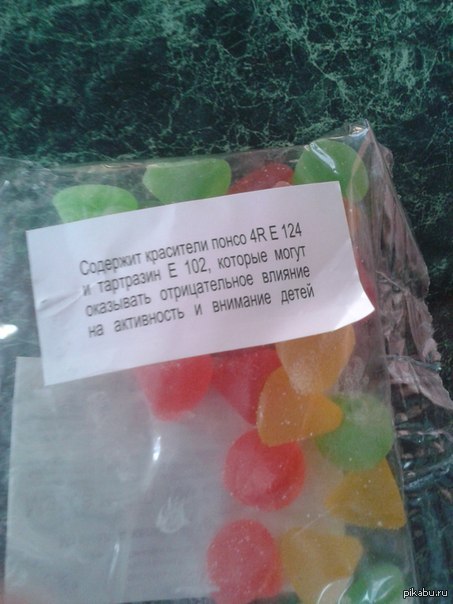 Содержит красители понсо 4R Е 124
и тартразин Е 102, которые могут
оказывать отрицательное влияние
на активность и внимание детей
pikabu.ru